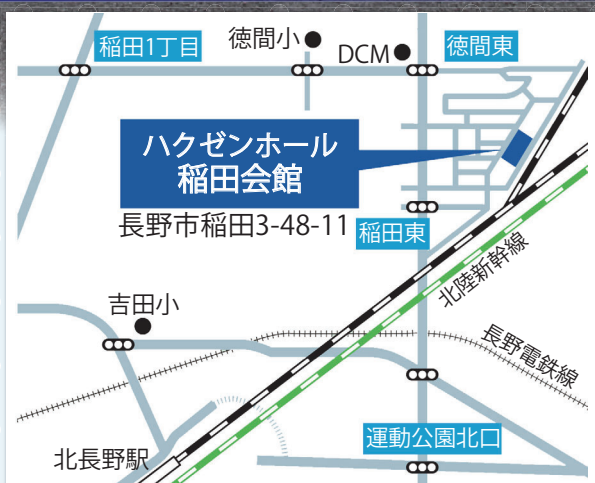 稲田1丁目
徳間小
DCM
徳間東
ハクゼンホール
稲田会館
長野市稲田3-48-11
稲田東
北陸新幹線
吉田小
長野電鉄線
運動公園北口
北長野駅